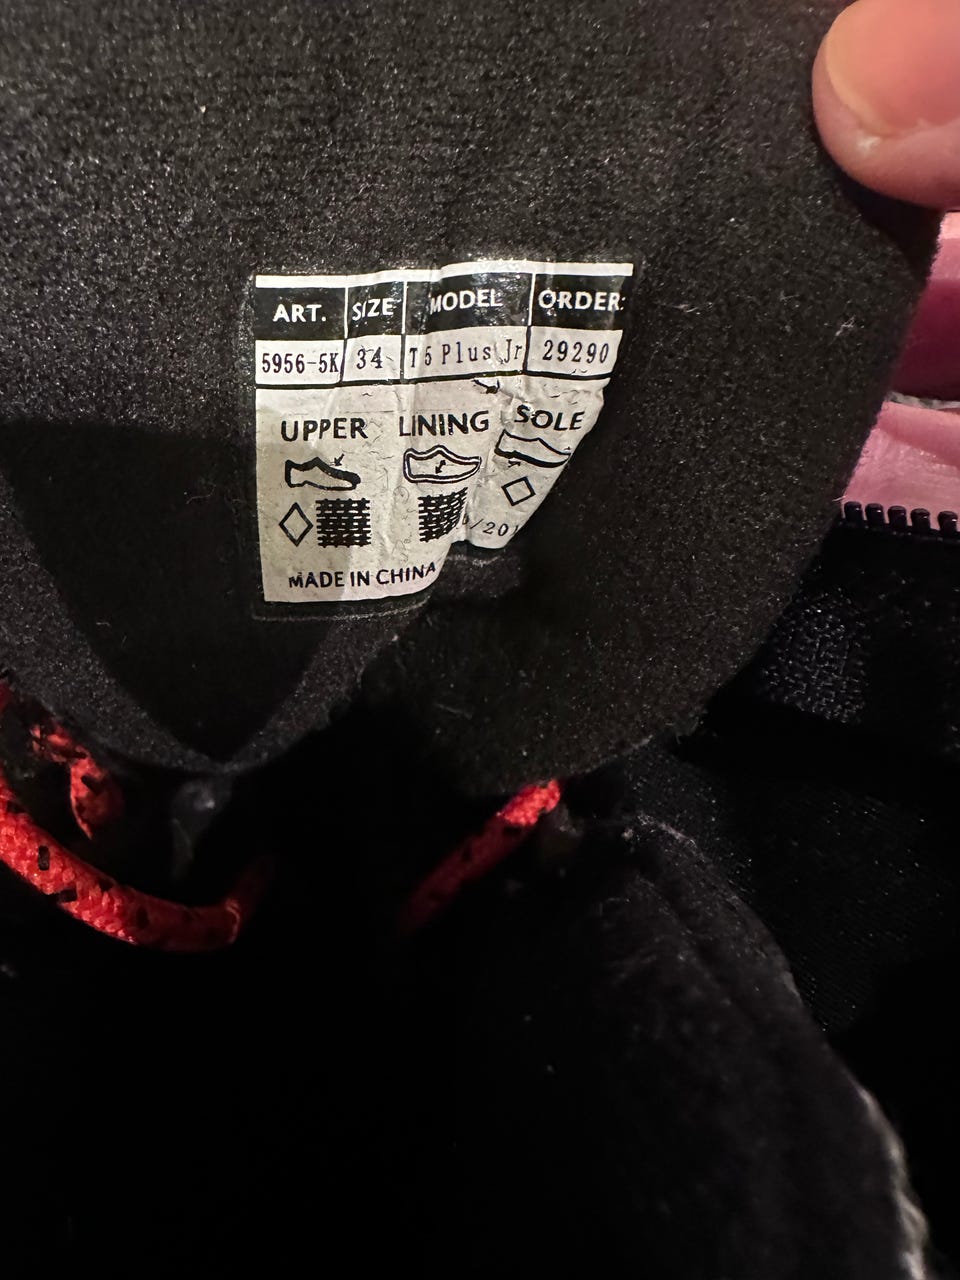 ART. SIZE MODEL ORDER:
5956-5K 34 T5 Plus Jr 29290
UPPER LINING SOLE
MADE IN CHINA